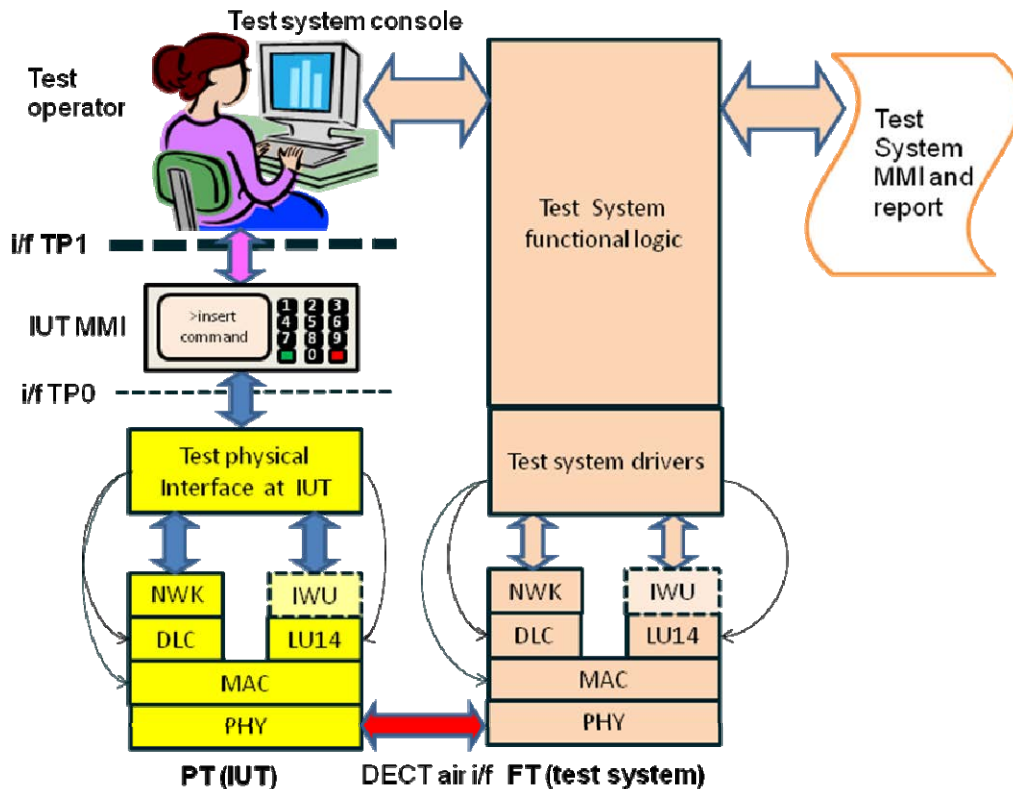 Test system console
Test
operator
Test System
functional logic
Test
System
MMI and
report
i/f TP1
IUT MMI
>insert
command
1 2 3
4 5 6
7 8 9
0
i/f TP0
Test physical
Interface at IUT
Test system drivers
NWK
IWU
NWK
IWU
DLC
LU14
DLC
LU14
MAC
MAC
PHY
PHY
PT (IUT)
DECT air i/f
FT (test system)